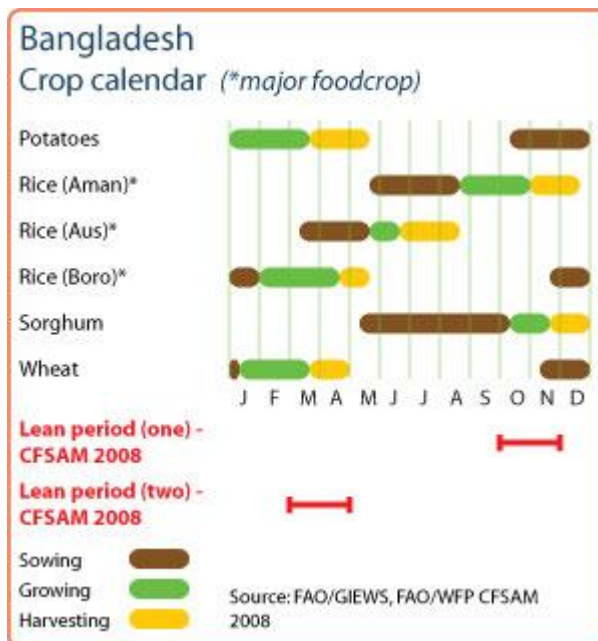 Bangladesh
Crop calendar (*major foodcrop)
Potatoes
Rice (Aman)*
Rice (Aus)*
Rice (Boro)*
Sorghum
Wheat
J F M A M J J A S O N D
Lean period (one) -
CFSAM 2008
Lean period (two) -
CFSAM 2008
Sowing
Growing
Harvesting
Source: FAO/GIEWS, FAO/WFP CFSAM
2008